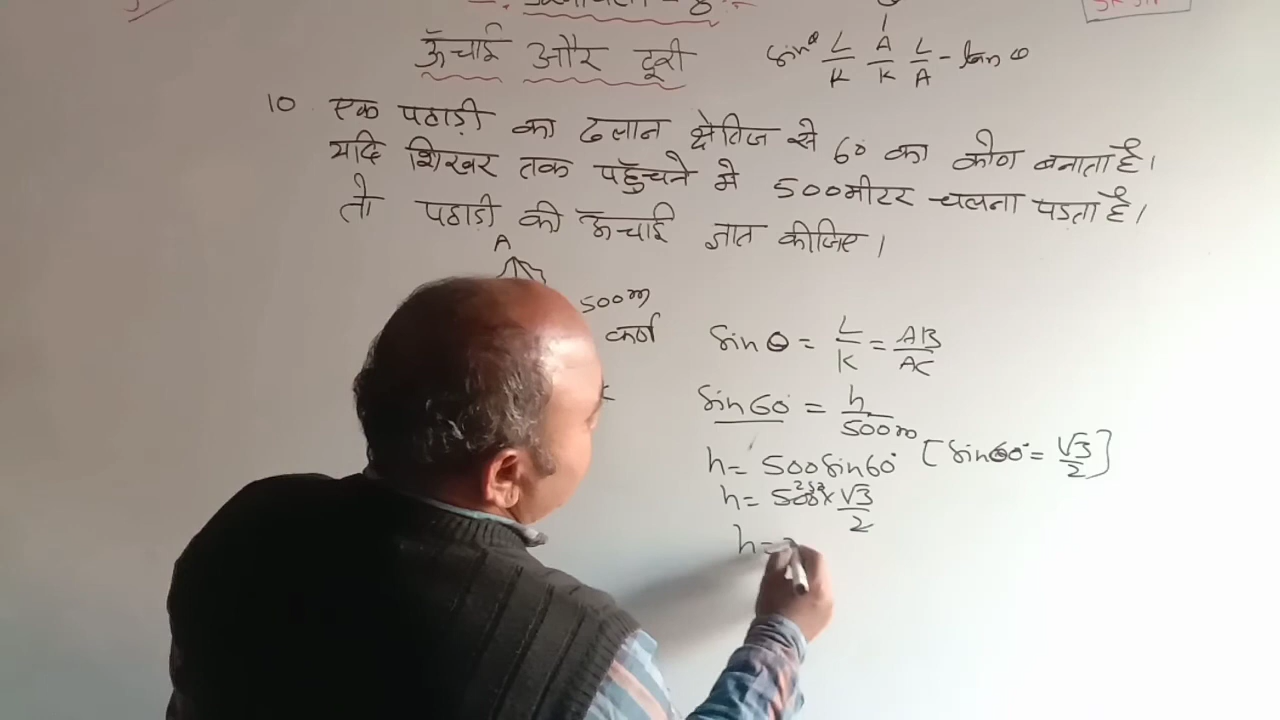 ऊँचाई और दूरी
sinθ L/K A/K L/A - tanθ
10 एक पहाड़ी का ढलान क्षैतिज से 60° का कोण बनाता है।
यदि शिखर तक पहुँचने मे 500मीटर चलना पड़ता है।
तो पहाड़ी की ऊँचाई ज्ञात कीजिए।
A
500m
कर्ण
sinθ = L/K = AB/AC
sin60° = h/500m
h = 500sin60° [sin60° = √3/2]
h = 500 × √3/2
h =